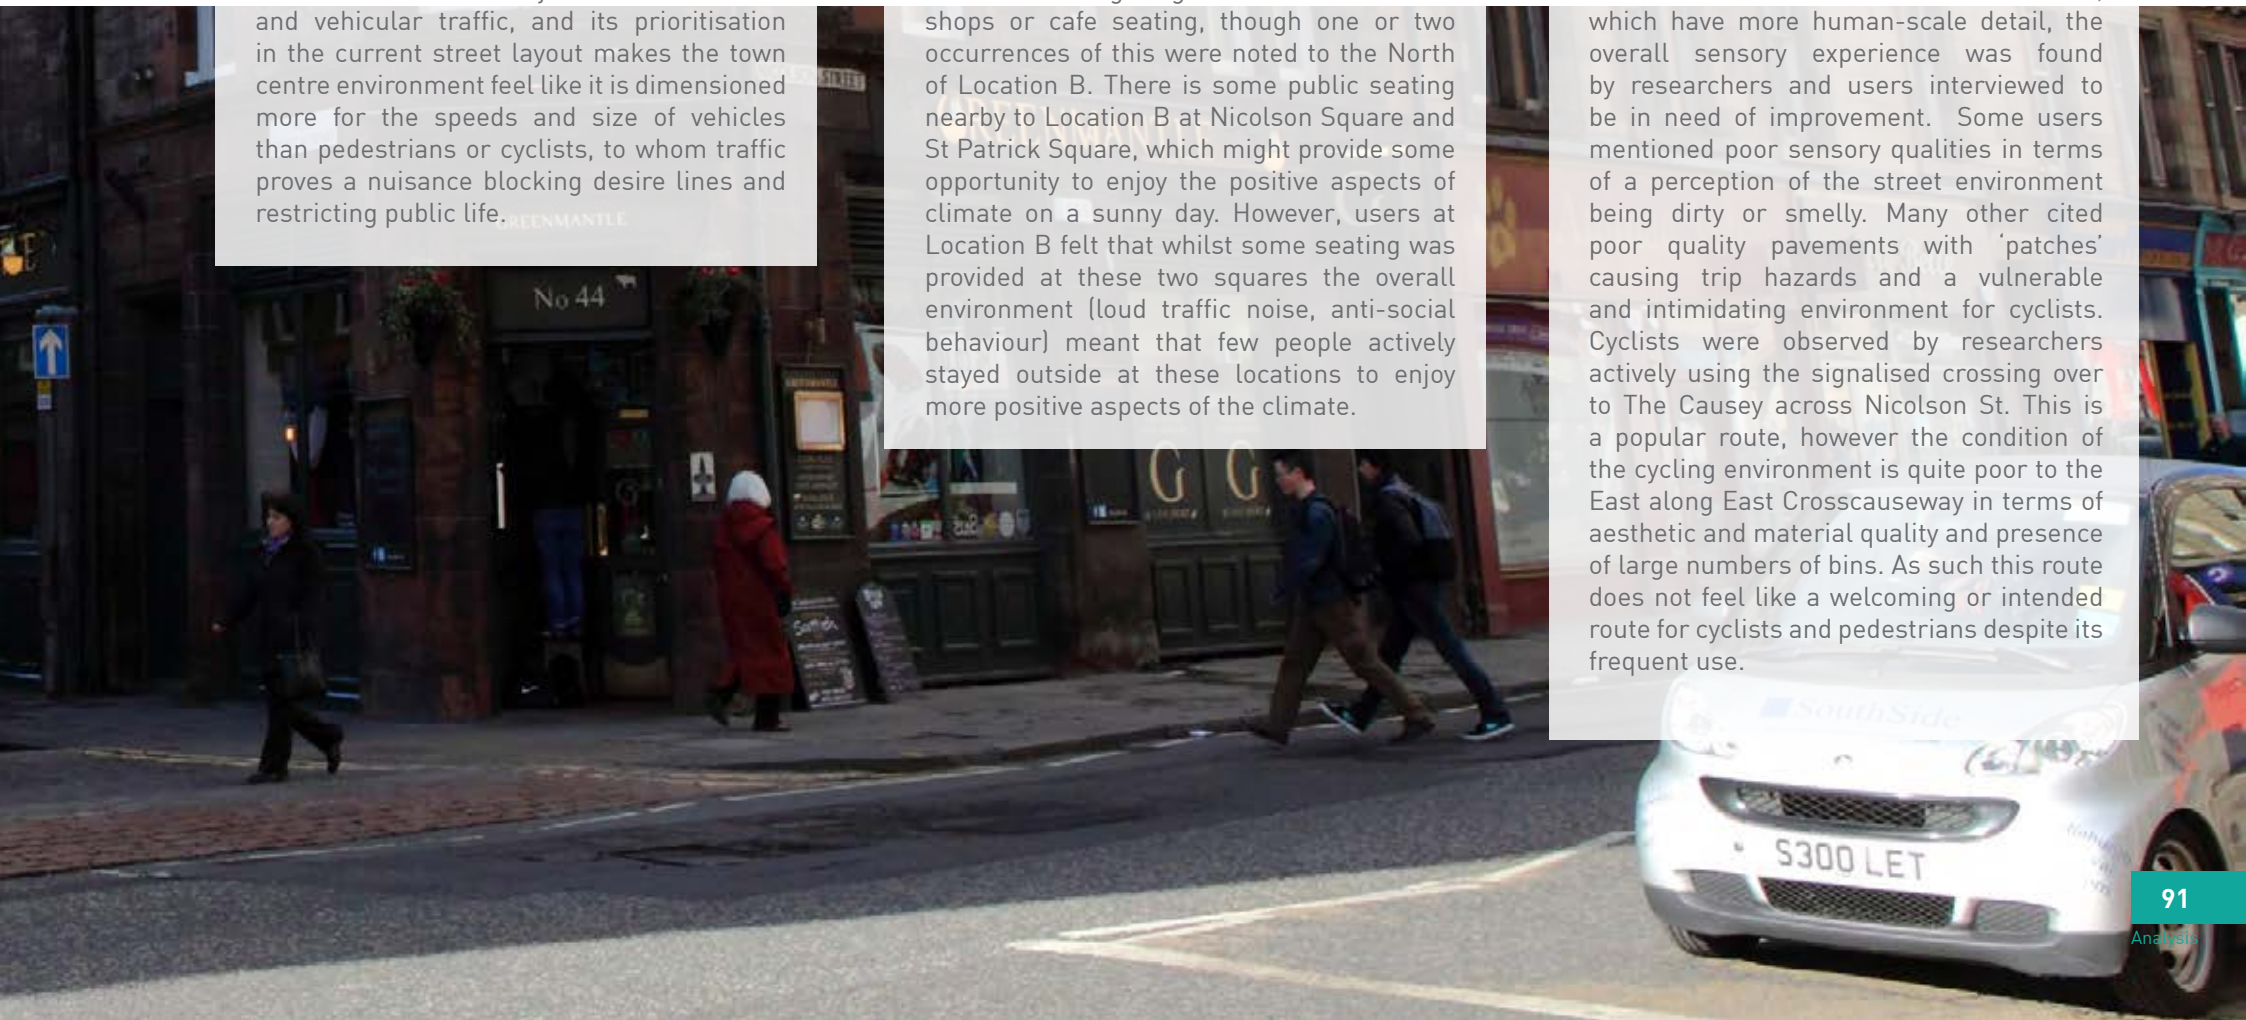 and vehicular traffic, and its prioritisation
in the current street layout makes the town
centre environment feel like it is dimensioned
more for the speeds and size of vehicles
than pedestrians or cyclists, to whom traffic
proves a nuisance blocking desire lines and
restricting public life.
shops or cafe seating, though one or two
occurrences of this were noted to the North
of Location B. There is some public seating
nearby to Location B at Nicolson Square and
St Patrick Square, which might provide some
opportunity to enjoy the positive aspects of
climate on a sunny day. However, users at
Location B felt that whilst some seating was
provided at these two squares the overall
environment (loud traffic noise, anti-social
behaviour) meant that few people actively
stayed outside at these locations to enjoy
more positive aspects of the climate.
which have more human-scale detail, the
overall sensory experience was found
by researchers and users interviewed to
be in need of improvement. Some users
mentioned poor sensory qualities in terms
of a perception of the street environment
being dirty or smelly. Many other cited
poor quality pavements with ‘patches’
causing trip hazards and a vulnerable
and intimidating environment for cyclists.
Cyclists were observed by researchers
actively using the signalised crossing over
to The Causey across Nicolson St. This is
a popular route, however the condition of
the cycling environment is quite poor to the
East along East Crosscauseway in terms of
aesthetic and material quality and presence
of large numbers of bins. As such this route
does not feel like a welcoming or intended
route for cyclists and pedestrians despite its
frequent use.
STREET
GREENMANTLE
GREENMANTLE
No 44
G G
SouthSide
S300 LET
91
Analysis